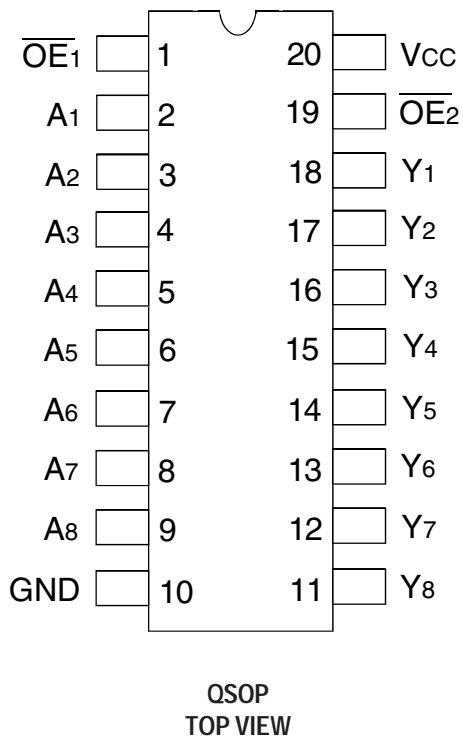 O̅E̅1 1 20 VCC
A1 2 19 O̅E̅2
A2 3 18 Y1
A3 4 17 Y2
A4 5 16 Y3
A5 6 15 Y4
A6 7 14 Y5
A7 8 13 Y6
A8 9 12 Y7
GND 10 11 Y8
QSOP
TOP VIEW